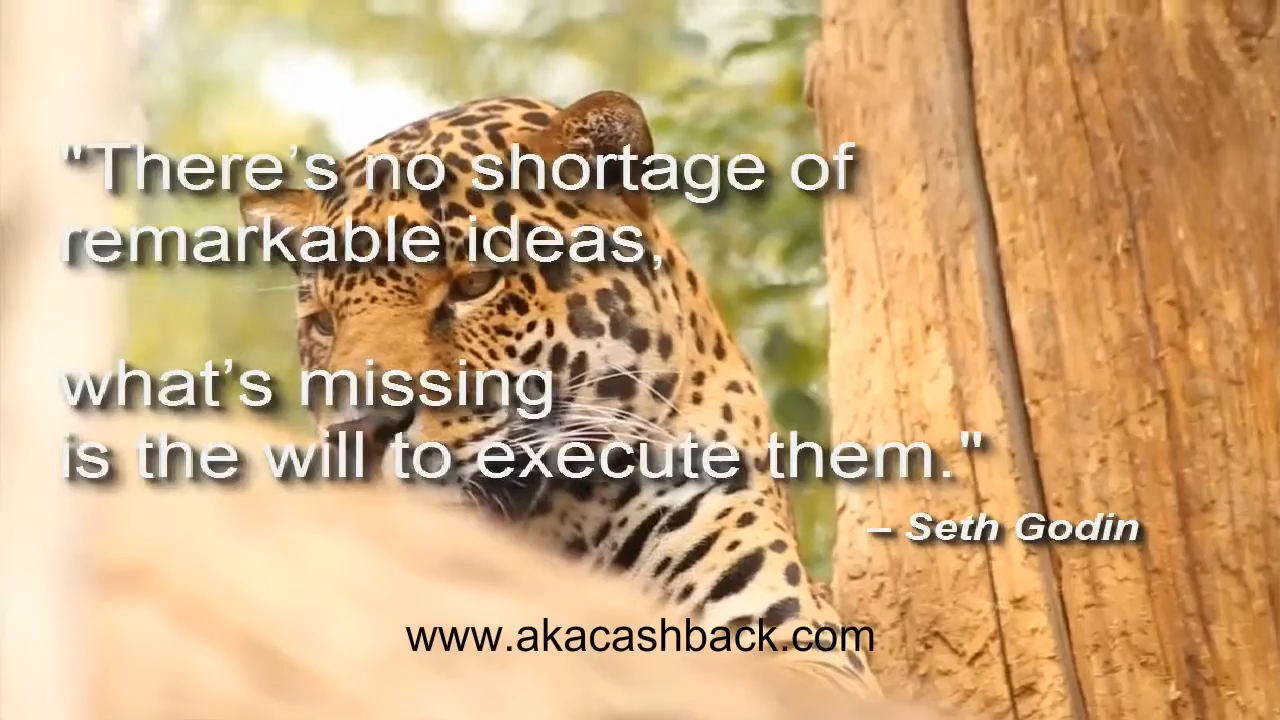 "There’s no shortage of
remarkable ideas,
what’s missing
is the will to execute them."
– Seth Godin
www.akacashback.com